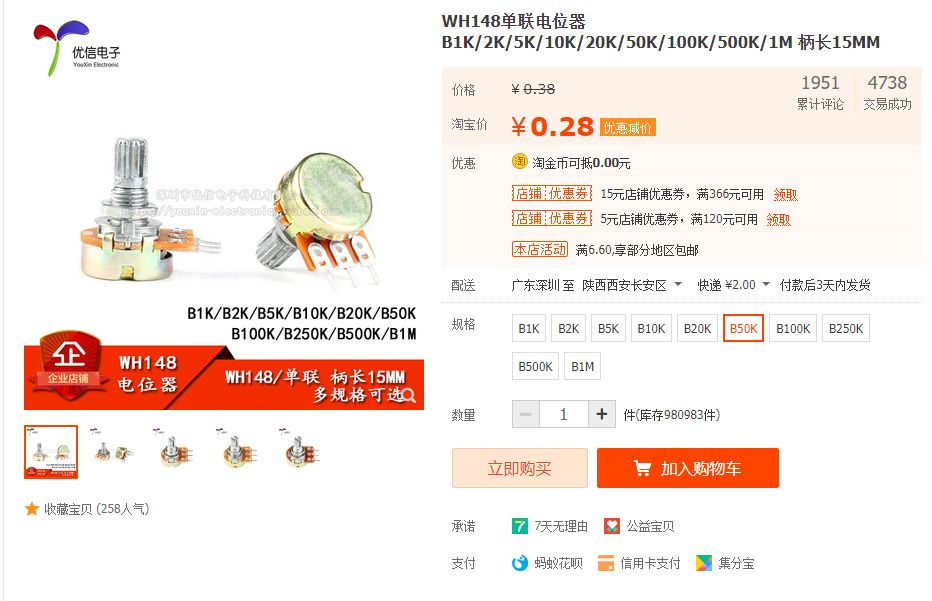 优信电子
YouXin Electronic
深圳市优信电子科技有限公司
https://youxin-electronic.taobao.com
B1K/B2K/B5K/B10K/B20K/B50K
B100K/B250K/B500K/B1M
企
企业店铺
WH148
电位器
WH148/单联 柄长15MM
多规格可选
收藏宝贝 (258人气)
WH148单联电位器
B1K/2K/5K/10K/20K/50K/100K/500K/1M 柄长15MM
价格 ¥ 0.38
1951 累计评论
4738 交易成功
淘宝价 ¥0.28 优惠减价
优惠 淘 淘金币可抵0.00元
店铺 优惠券 15元店铺优惠券，满366元可用 领取
店铺 优惠券 5元店铺优惠券，满120元可用 领取
本店活动 满6.60,享部分地区包邮
配送 广东深圳 至 陕西西安长安区 快递 ¥2.00 付款后3天内发货
规格 B1K B2K B5K B10K B20K B50K B100K B250K
B500K B1M
数量 − 1 + 件(库存980983件)
立即购买 加入购物车
承诺 7 7天无理由 公益宝贝
支付 蚂蚁花呗 信用卡支付 集分宝